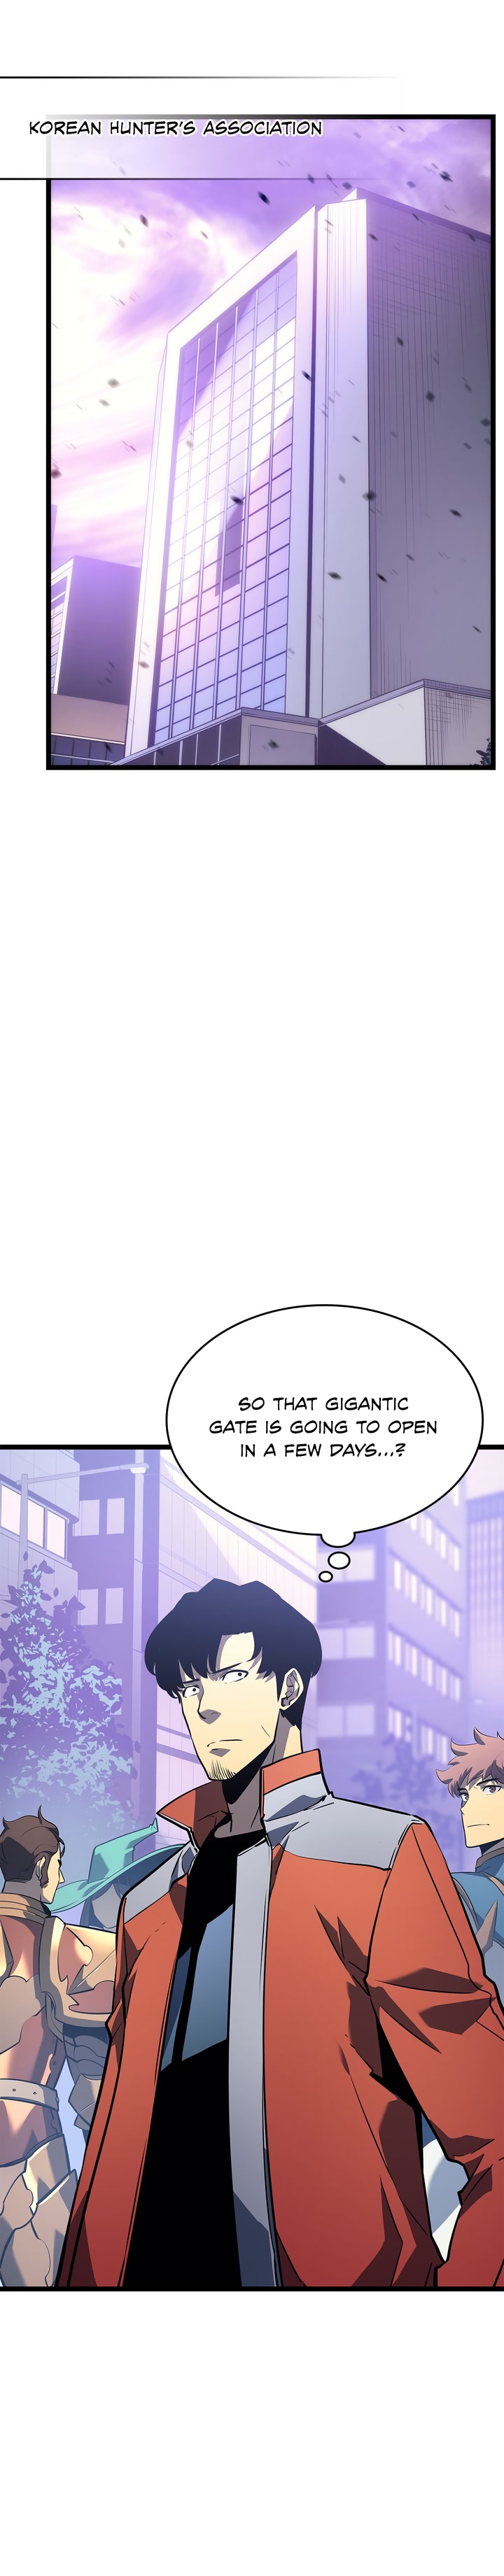 KOREAN HUNTER'S ASSOCIATION
SO THAT GIGANTIC
GATE IS GOING TO OPEN
IN A FEW DAYS...?